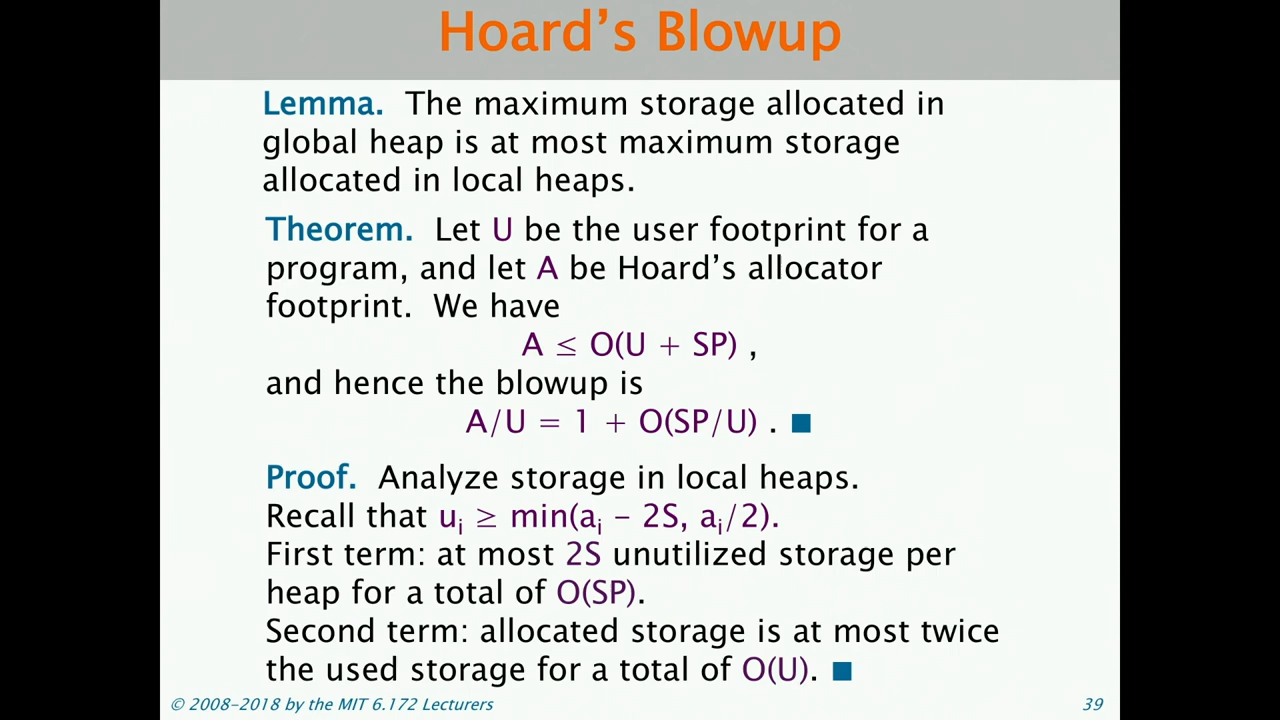 Hoard's Blowup
Lemma. The maximum storage allocated in
global heap is at most maximum storage
allocated in local heaps.
Theorem. Let U be the user footprint for a
program, and let A be Hoard's allocator
footprint. We have
A ≤ O(U + SP) ,
and hence the blowup is
A/U = 1 + O(SP/U) . ■
Proof. Analyze storage in local heaps.
Recall that uᵢ ≥ min(aᵢ − 2S, aᵢ/2).
First term: at most 2S unutilized storage per
heap for a total of O(SP).
Second term: allocated storage is at most twice
the used storage for a total of O(U). ■
© 2008–2018 by the MIT 6.172 Lecturers
39